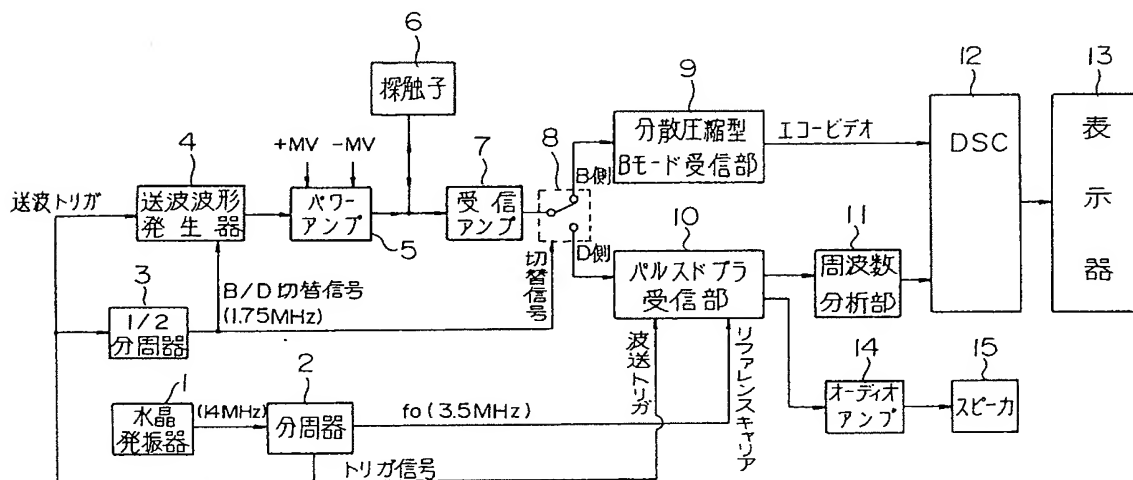 6
探触子
9
分散圧縮型
Bモード受信部
エコービデオ
12
DSC
13
表
示
器
+MV
-MV
4
送波トリガ
送波波形
発生器
パワー
アンプ
5
7
受信
アンプ
8
B側
D側
切替信号
10
パルスドプラ
受信部
11
周波数
分析部
3
1/2
分周器
B/D切替信号
(1.75MHz)
1
水晶
発振器
(14MHz)
2
分周器
fo(3.5MHz)
トリガ信号
波送トリガ
リファレンスキャリア
14
オーディオ
アンプ
15
スピーカ